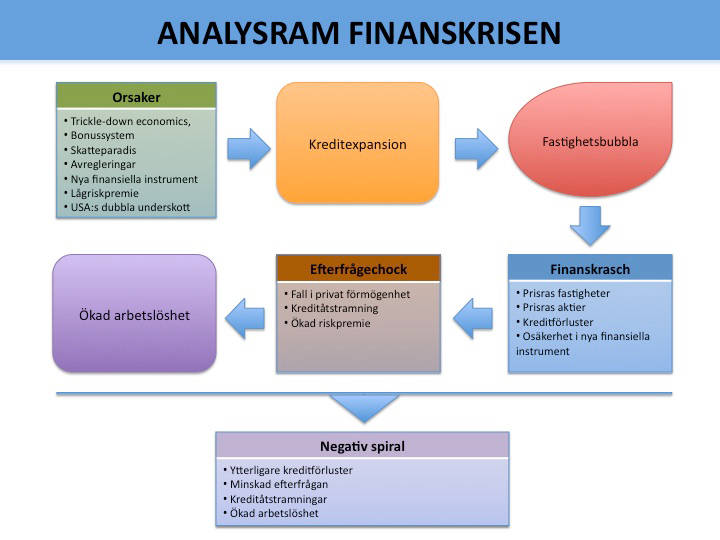 ANALYSRAM FINANSKRISEN
Orsaker
• Trickle-down economics,
• Bonussystem
• Skatteparadis
• Avregleringar
• Nya finansiella instrument
• Lågriskpremie
• USA:s dubbla underskott
Kreditexpansion
Fastighetsbubbla
Ökad arbetslöshet
Efterfrågechock
• Fall i privat förmögenhet
• Kreditåtstramning
• Ökad riskpremie
Finanskrasch
• Prisras fastigheter
• Prisras aktier
• Kreditförluster
• Osäkerhet i nya finansiella
instrument
Negativ spiral
• Ytterligare kreditförluster
• Minskad efterfrågan
• Kreditåtstramningar
• Ökad arbetslöshet